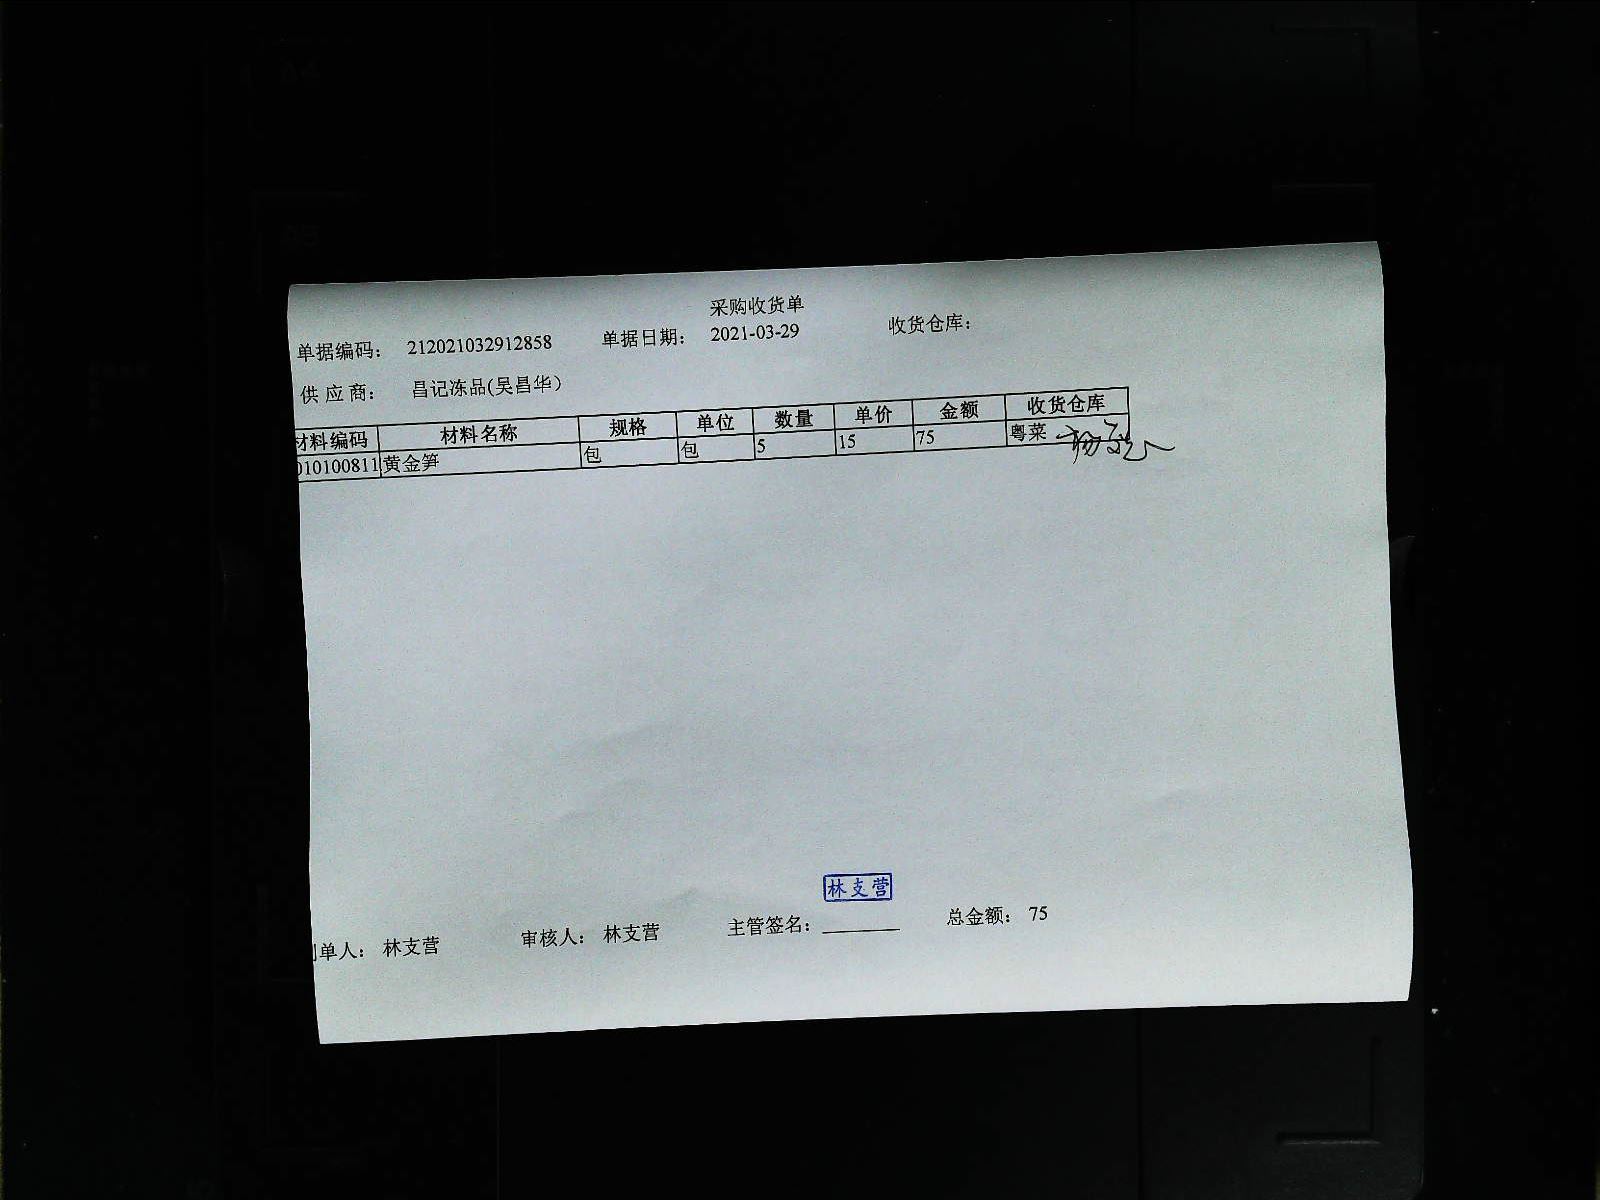 采购收货单
单据编码: 212021032912858 单据日期: 2021-03-29 收货仓库:
供应商: 昌记冻品(吴昌华)
材料编码 材料名称 规格 单位 数量 单价 金额 收货仓库
010100811 黄金笋 包 包 5 15 75 粤菜
林支营
制单人: 林支营 审核人: 林支营 主管签名: 总金额: 75